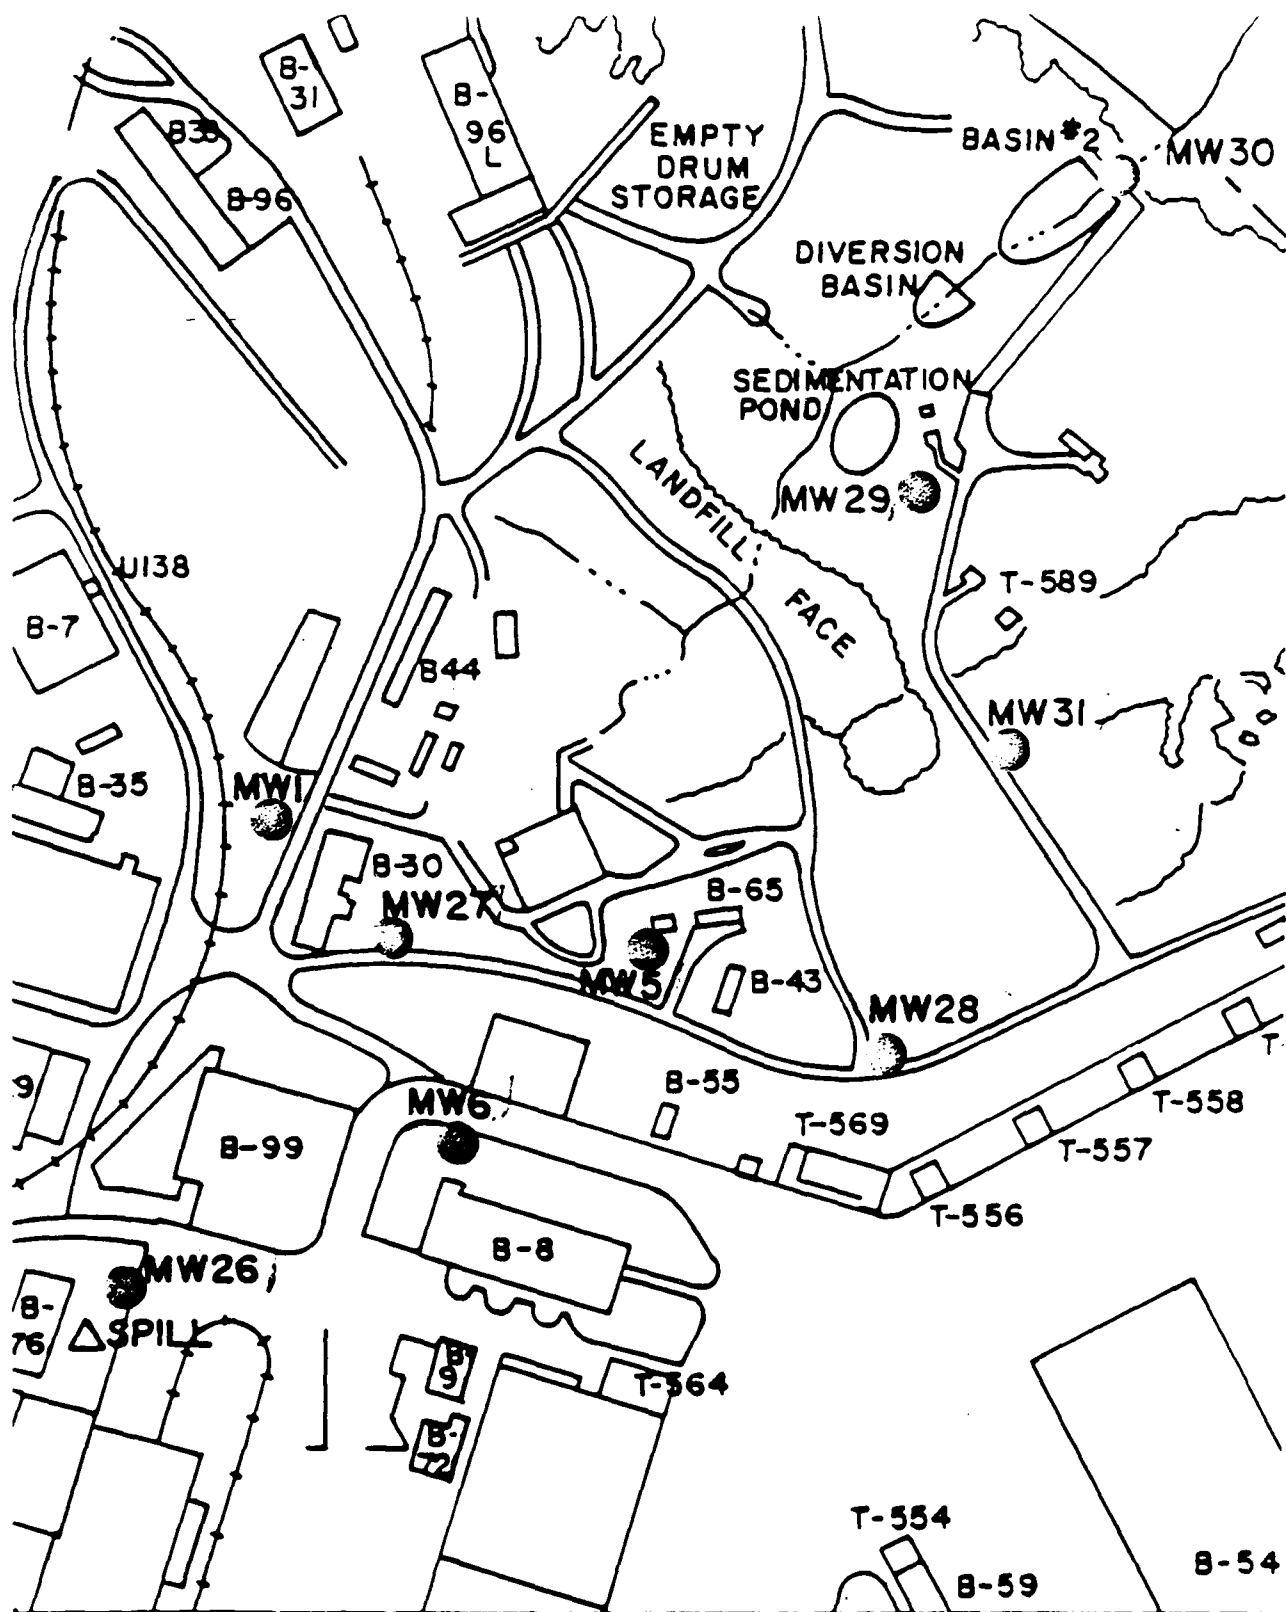 B-
31
B-
96
L
EMPTY
DRUM
STORAGE
BASIN #2
MW30
B-96
DIVERSION
BASIN
SEDIMENTATION
POND
LANDFILL
FACE
MW29
U138
T-589
B-7
B44
MW31
B-35
MW1
B-30
MW27
B-65
MW5
B-43
MW28
B-55
MW6
T-569
T-558
T-557
T-556
B-99
9
T-
B-8
MW26
B-
76
SPILL
B-
9
T-564
B-
72
T-554
B-59
B-54